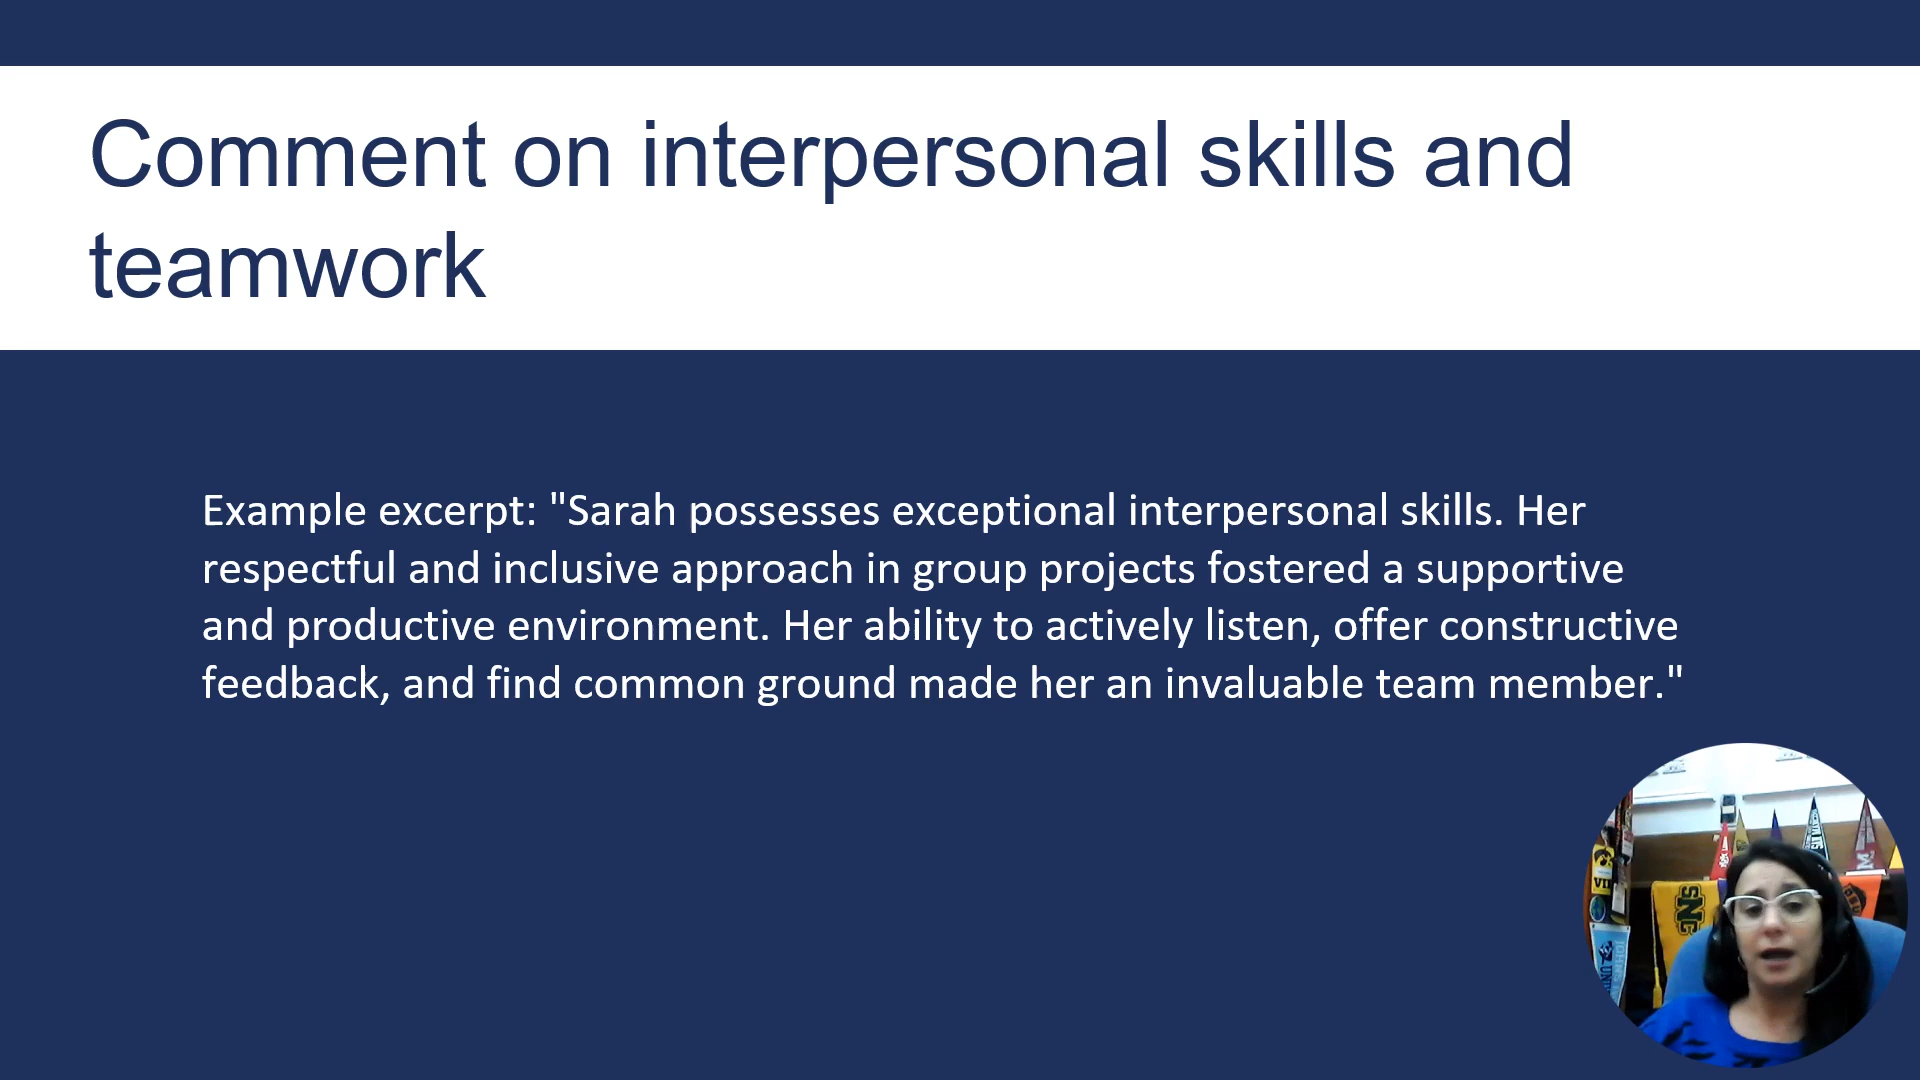 Comment on interpersonal skills and
teamwork
Example excerpt: "Sarah possesses exceptional interpersonal skills. Her
respectful and inclusive approach in group projects fostered a supportive
and productive environment. Her ability to actively listen, offer constructive
feedback, and find common ground made her an invaluable team member."
SNC
M